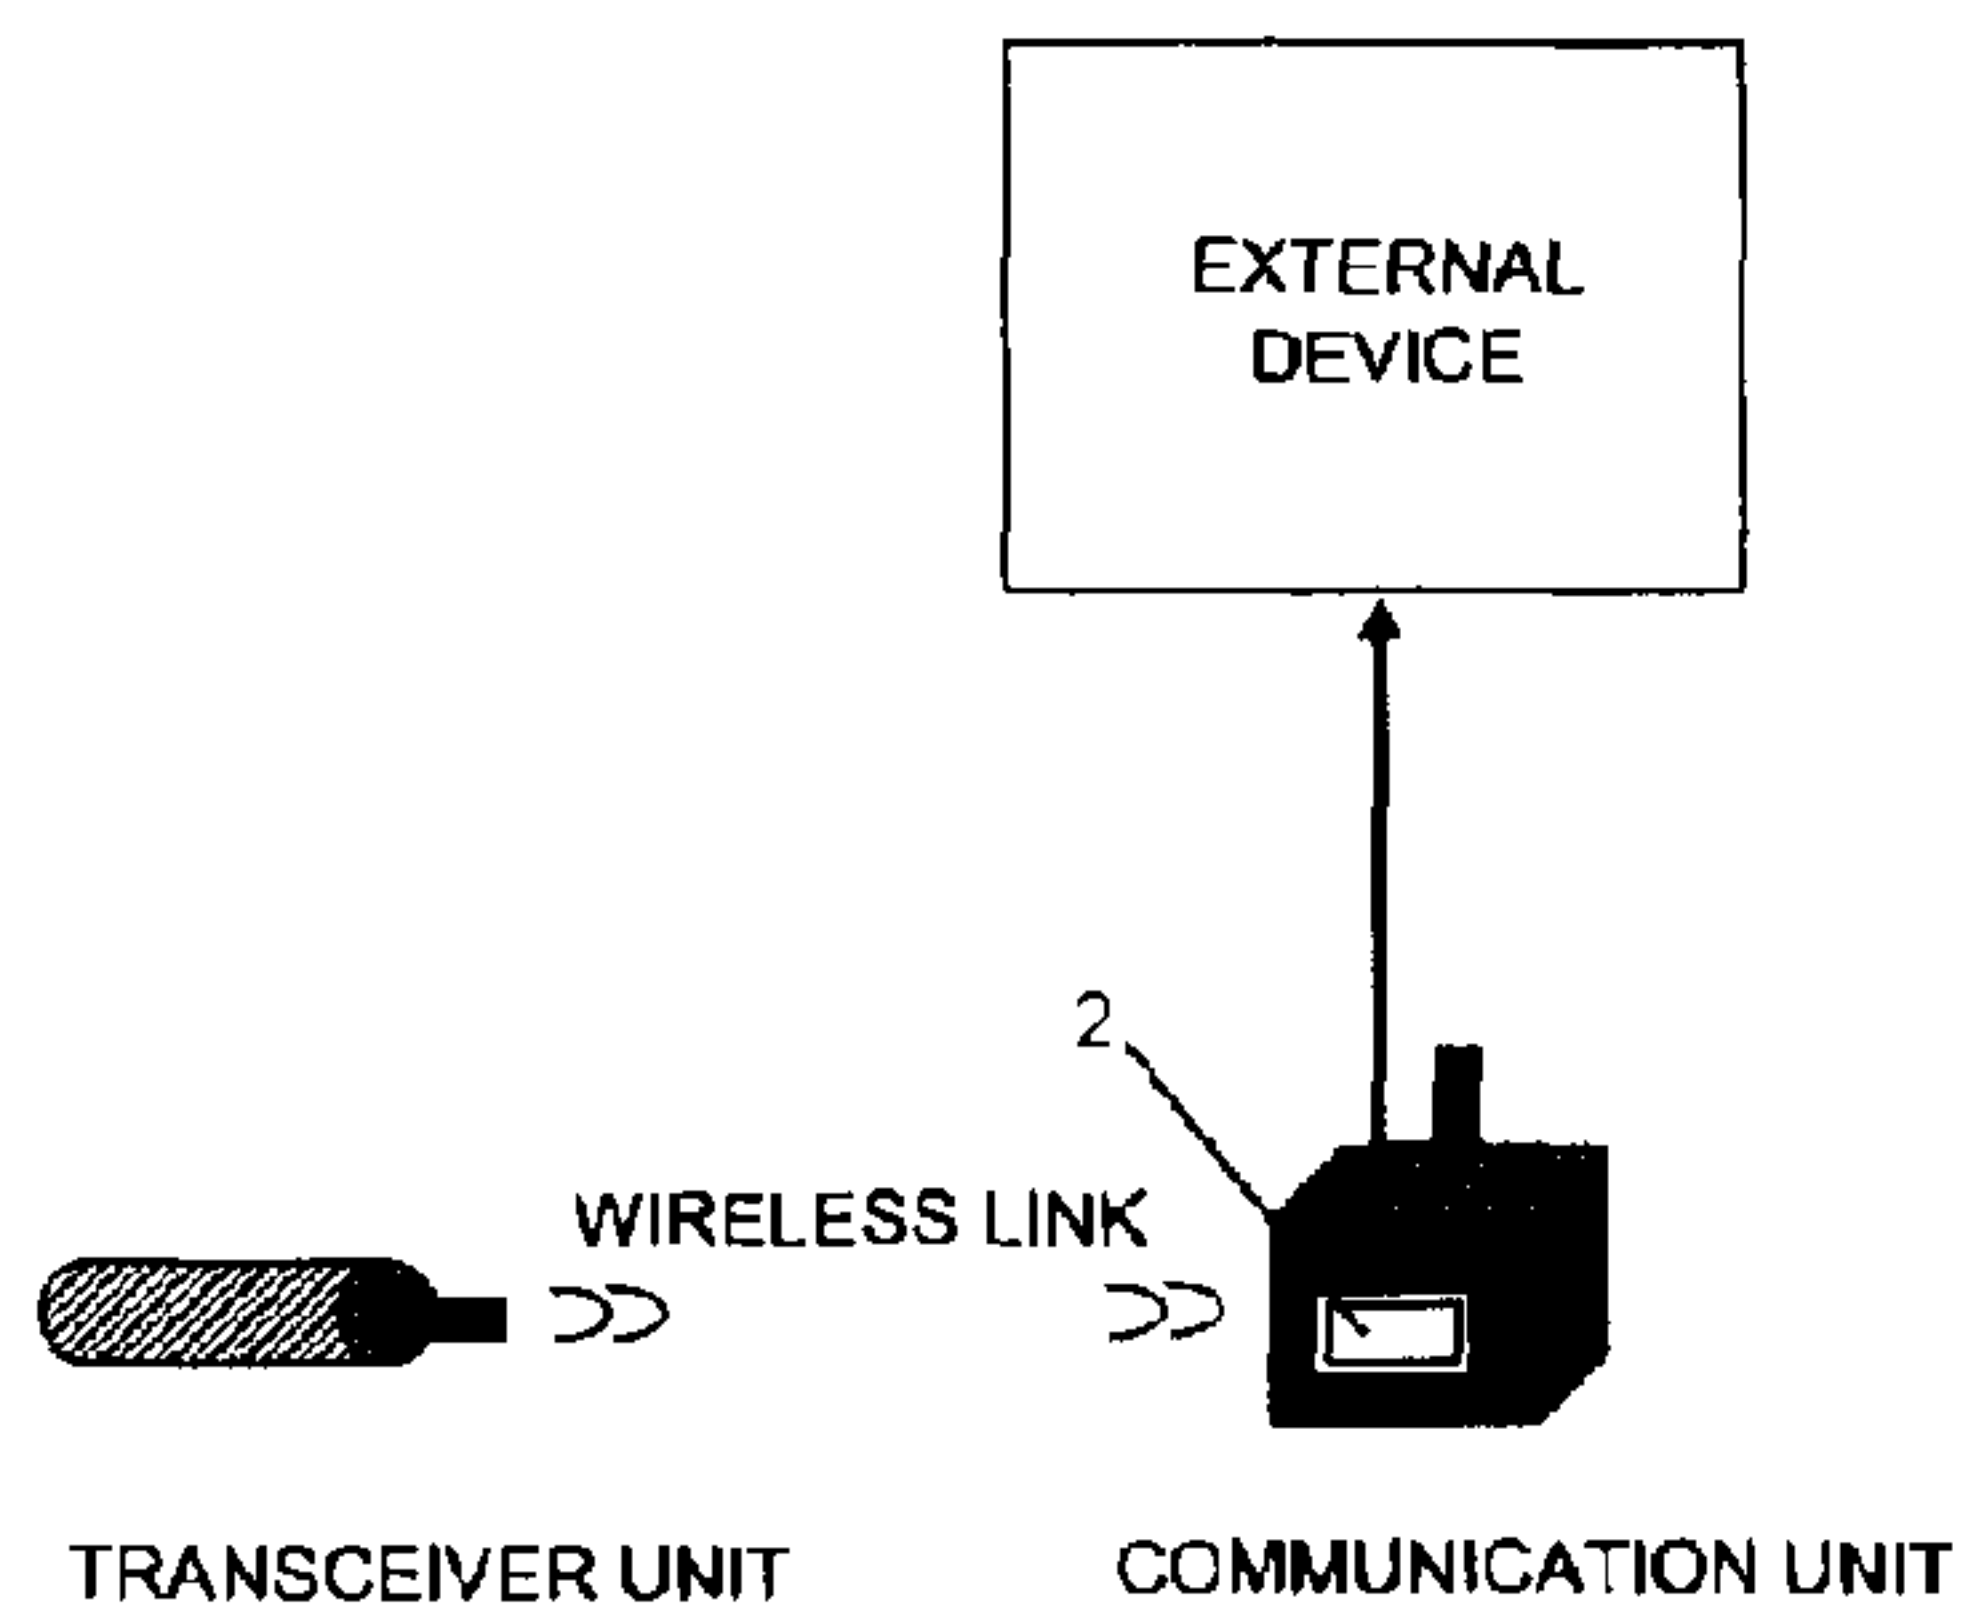 EXTERNAL
DEVICE
2
WIRELESS LINK
TRANSCEIVER UNIT
COMMUNICATION UNIT